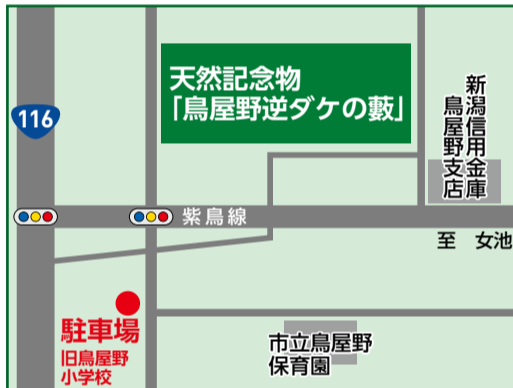 天然記念物
「鳥屋野逆ダケの藪」
116
新潟信用金庫
鳥屋野支店
紫鳥線
至 女池
駐車場
旧鳥屋野
小学校
市立鳥屋野
保育園